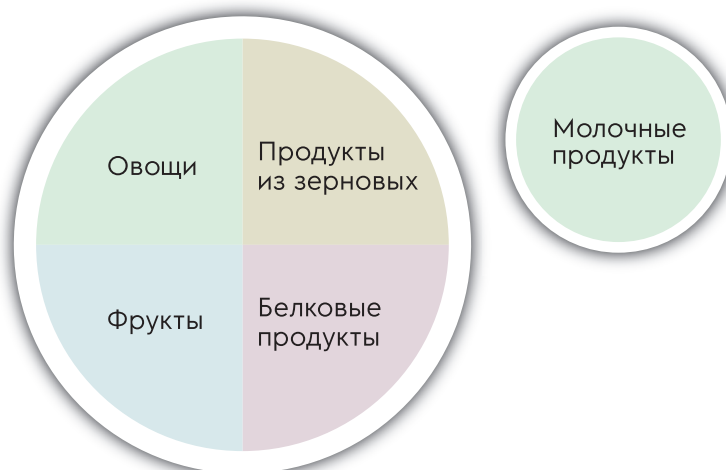 Овощи
Продукты
из зерновых
Фрукты
Белковые
продукты
Молочные
продукты